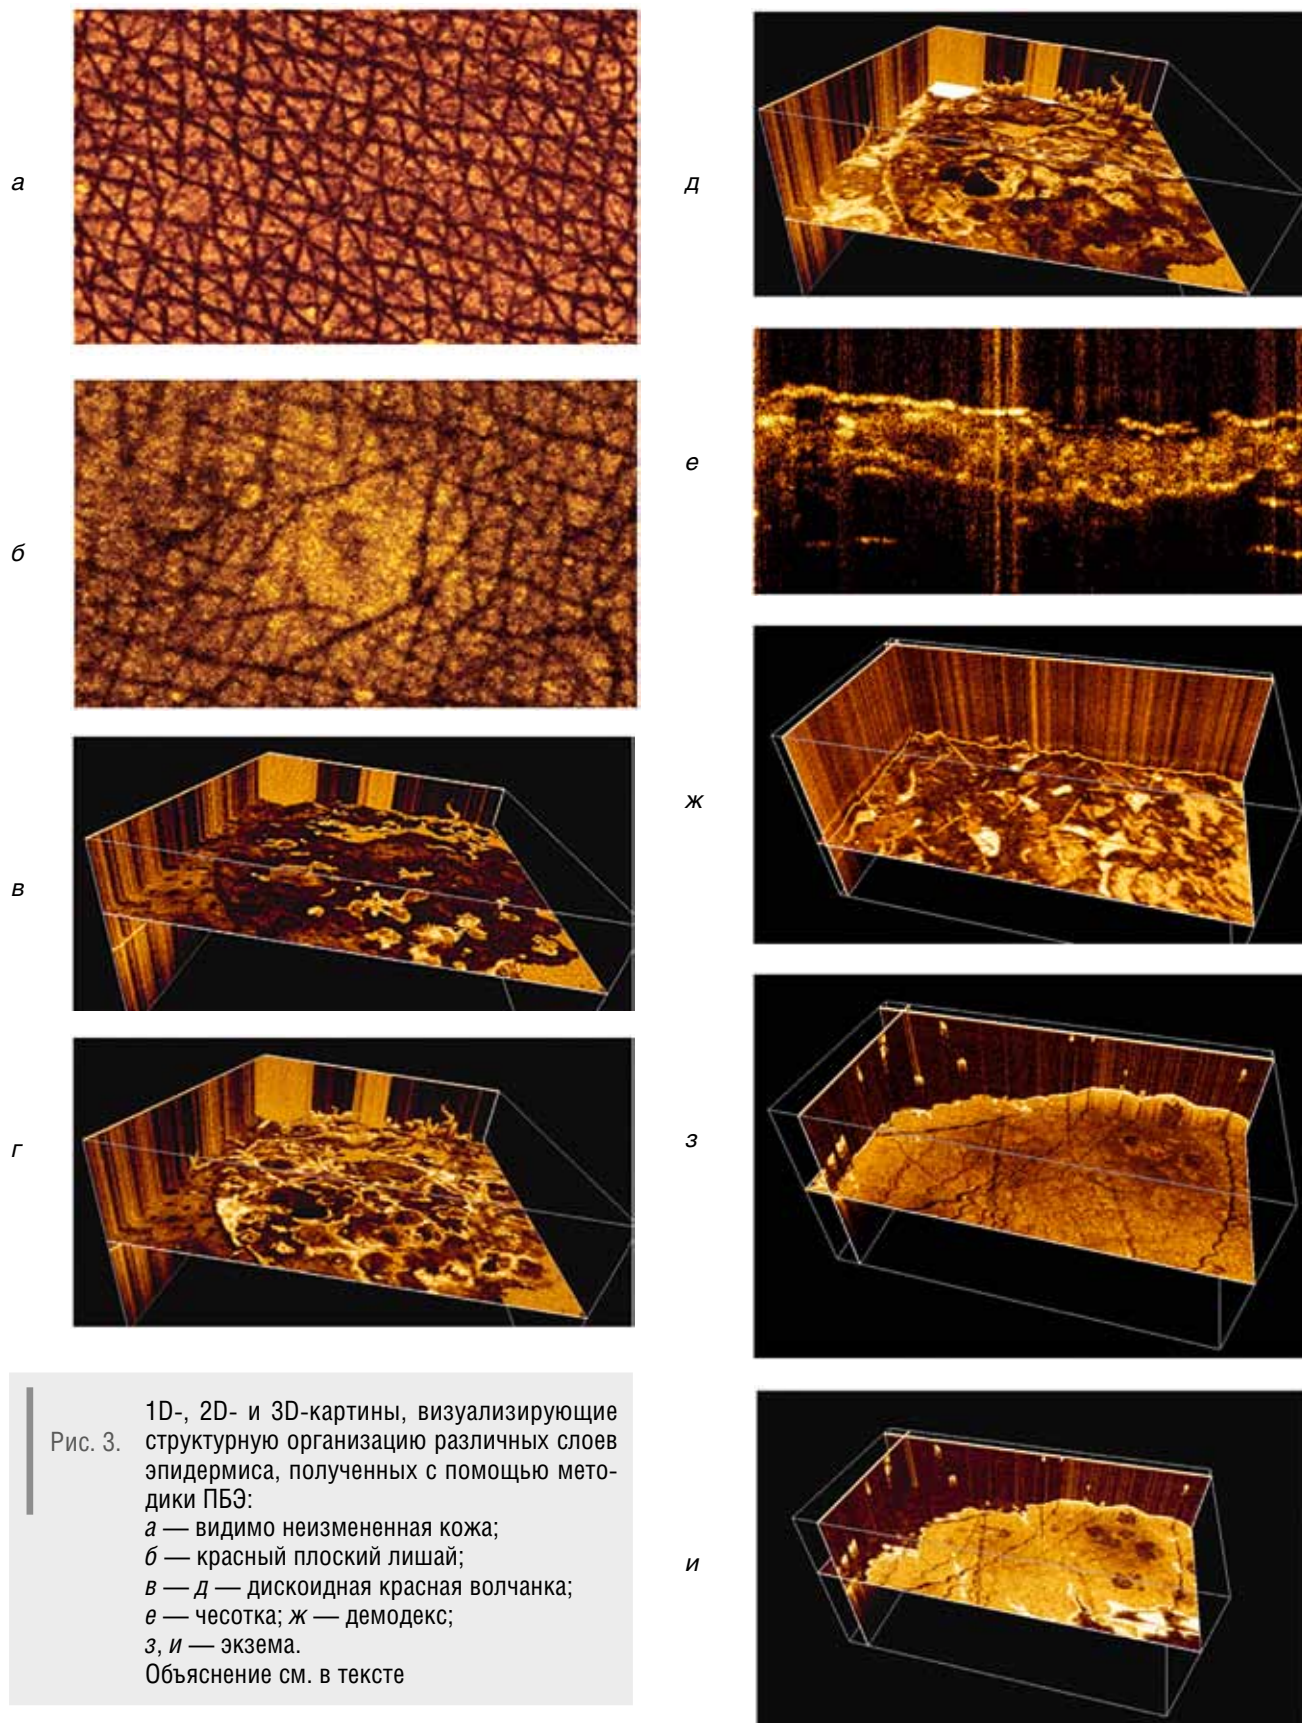 а
б
в
г
Рис. 3.
1D-, 2D- и 3D-картины, визуализирующие
структурную организацию различных слоев
эпидермиса, полученных с помощью мето-
дики ПБЭ:
а — видимо неизмененная кожа;
б — красный плоский лишай;
в — д — дискоидная красная волчанка;
е — чесотка; ж — демодекс;
з, и — экзема.
Объяснение см. в тексте
д
е
ж
з
и